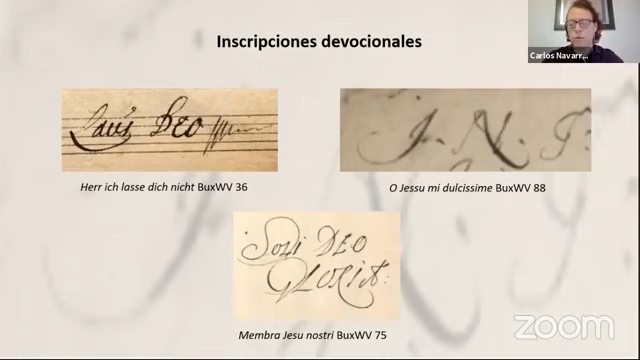 Inscripciones devocionales
Carlos Navarr...
Laus Deo
J. N. J.
Herr ich lasse dich nicht BuxWV 36
O Jessu mi dulcissime BuxWV 88
Soli DEO
GLORIA:
Membra Jesu nostri BuxWV 75
zoom